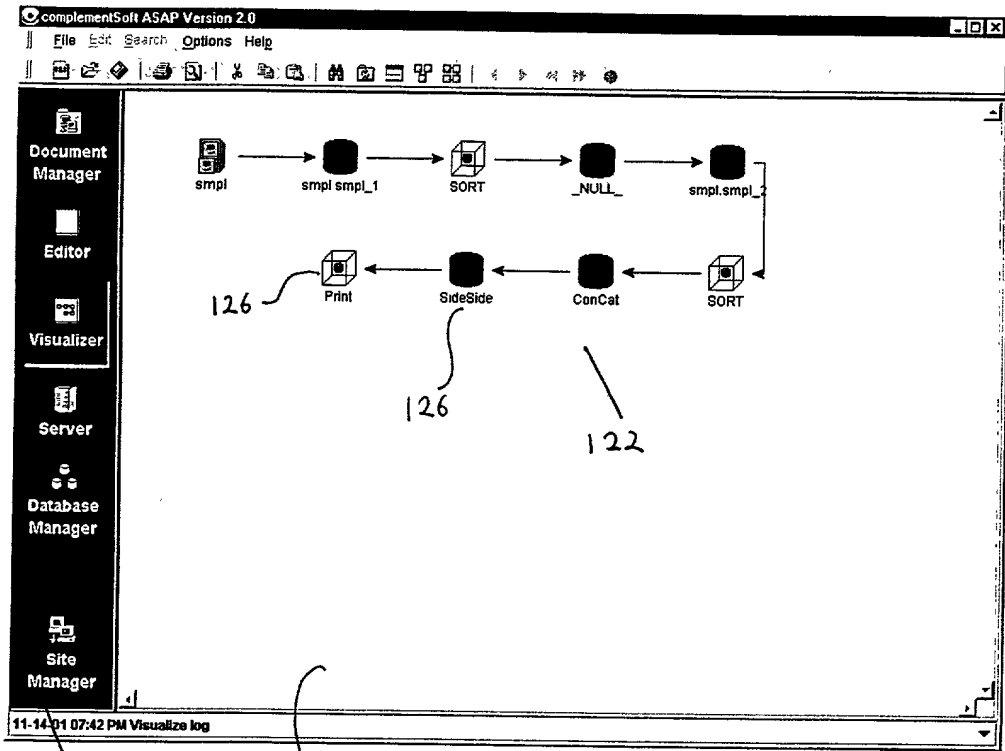 complementSoft ASAP Version 2.0
File Edit Search Options Help
Document
Manager
Editor
Visualizer
Server
Database
Manager
Site
Manager
smpl
smpl smpl_1
SORT
_NULL_
smpl.smpl_2
Print
SideSide
ConCat
SORT
126
126
122
11-14-01 07:42 PM Visualize log